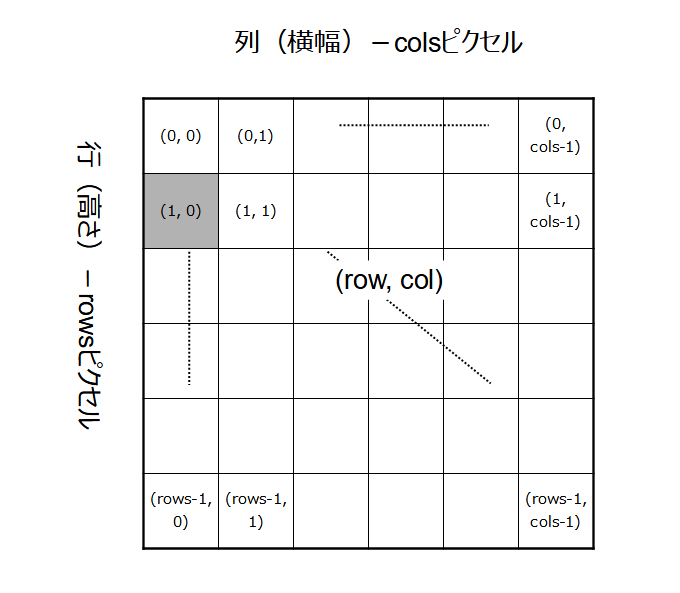 列（横幅）－colsピクセル
行（高さ）－rowsピクセル
(0, 0)
(0,1)
(0,
cols-1)
(1, 0)
(1, 1)
(1,
cols-1)
(row, col)
(rows-1,
0)
(rows-1,
1)
(rows-1,
cols-1)